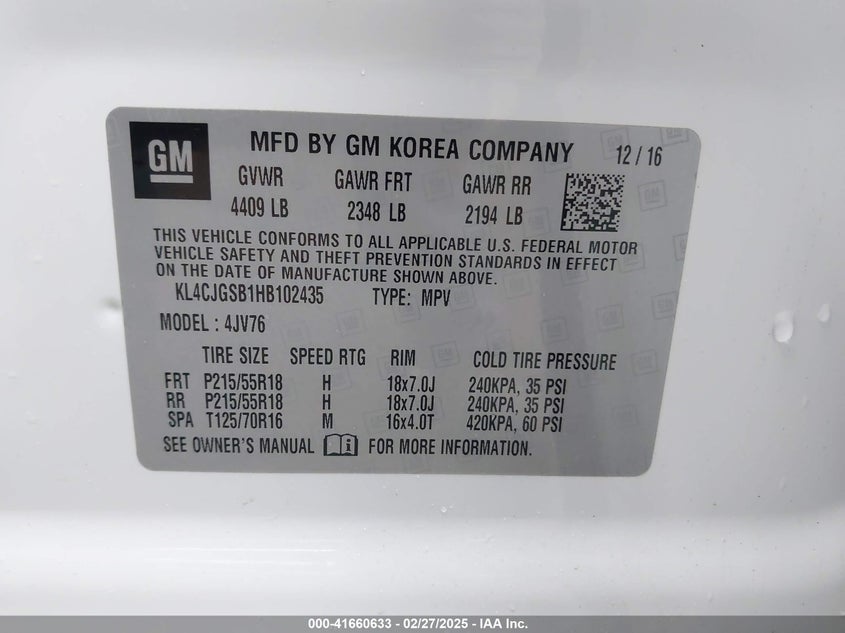 GM
MFD BY GM KOREA COMPANY 12 / 16
GVWR GAWR FRT GAWR RR
4409 LB 2348 LB 2194 LB
THIS VEHICLE CONFORMS TO ALL APPLICABLE U.S. FEDERAL MOTOR
VEHICLE SAFETY AND THEFT PREVENTION STANDARDS IN EFFECT
ON THE DATE OF MANUFACTURE SHOWN ABOVE.
KL4CJGSB1HB102435 TYPE: MPV
MODEL : 4JV76
TIRE SIZE SPEED RTG RIM COLD TIRE PRESSURE
FRT P215/55R18 H 18x7.0J 240KPA, 35 PSI
RR P215/55R18 H 18x7.0J 240KPA, 35 PSI
SPA T125/70R16 M 16x4.0T 420KPA, 60 PSI
SEE OWNER'S MANUAL FOR MORE INFORMATION.
000-41660633 - 02/27/2025 - IAA Inc.